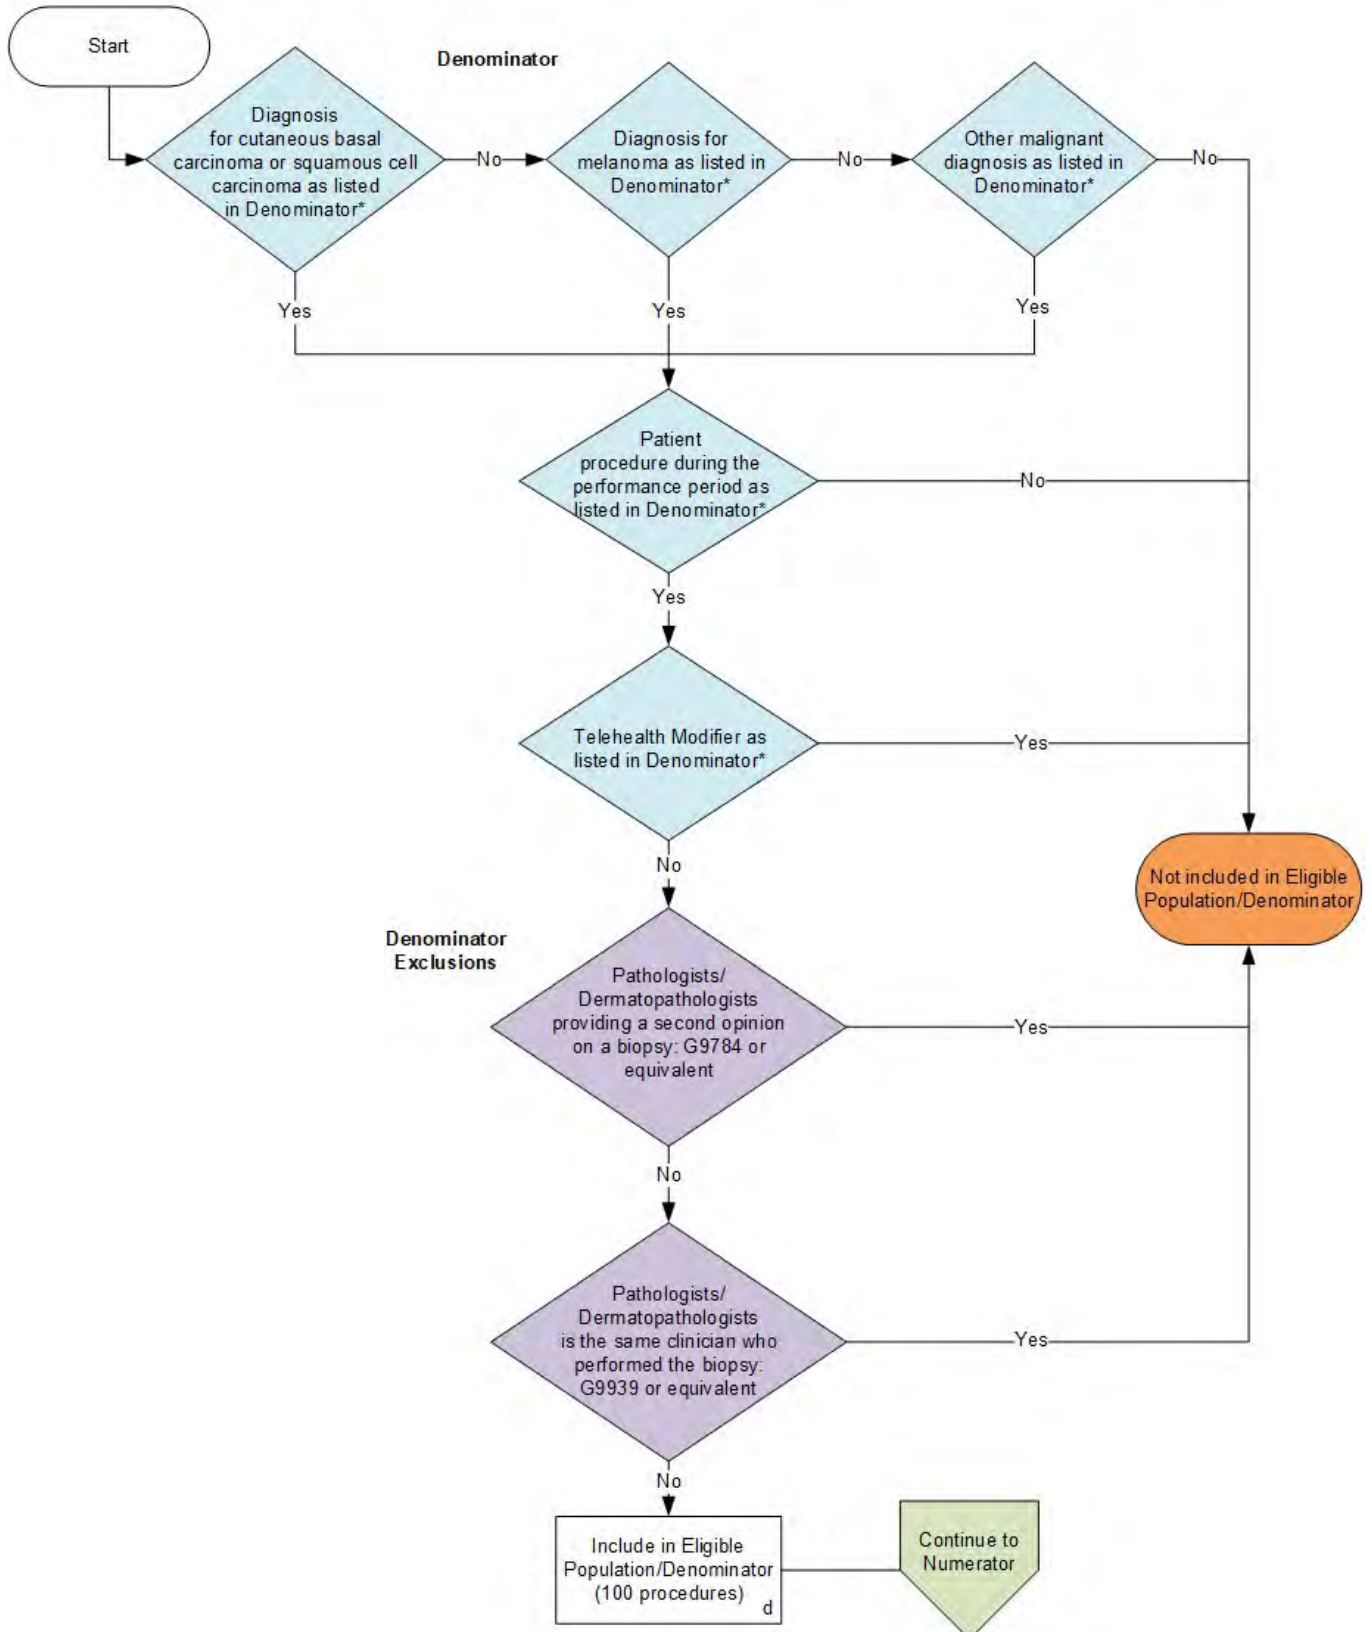 Start
Denominator
Diagnosis
for cutaneous basal
carcinoma or squamous cell
carcinoma as listed
in Denominator*
No
Diagnosis for
melanoma as listed in
Denominator*
No
Other malignant
diagnosis as listed in
Denominator*
No
Yes
Yes
Yes
Patient
procedure during the
performance period as
listed in Denominator*
No
Yes
Telehealth Modifier as
listed in Denominator*
Yes
No
Not included in Eligible
Population/Denominator
Denominator
Exclusions
Pathologists/
Dermatopathologists
providing a second opinion
on a biopsy: G9784 or
equivalent
Yes
No
Pathologists/
Dermatopathologists
is the same clinician who
performed the biopsy:
G9939 or equivalent
Yes
No
Include in Eligible
Population/Denominator
(100 procedures)
d
Continue to
Numerator